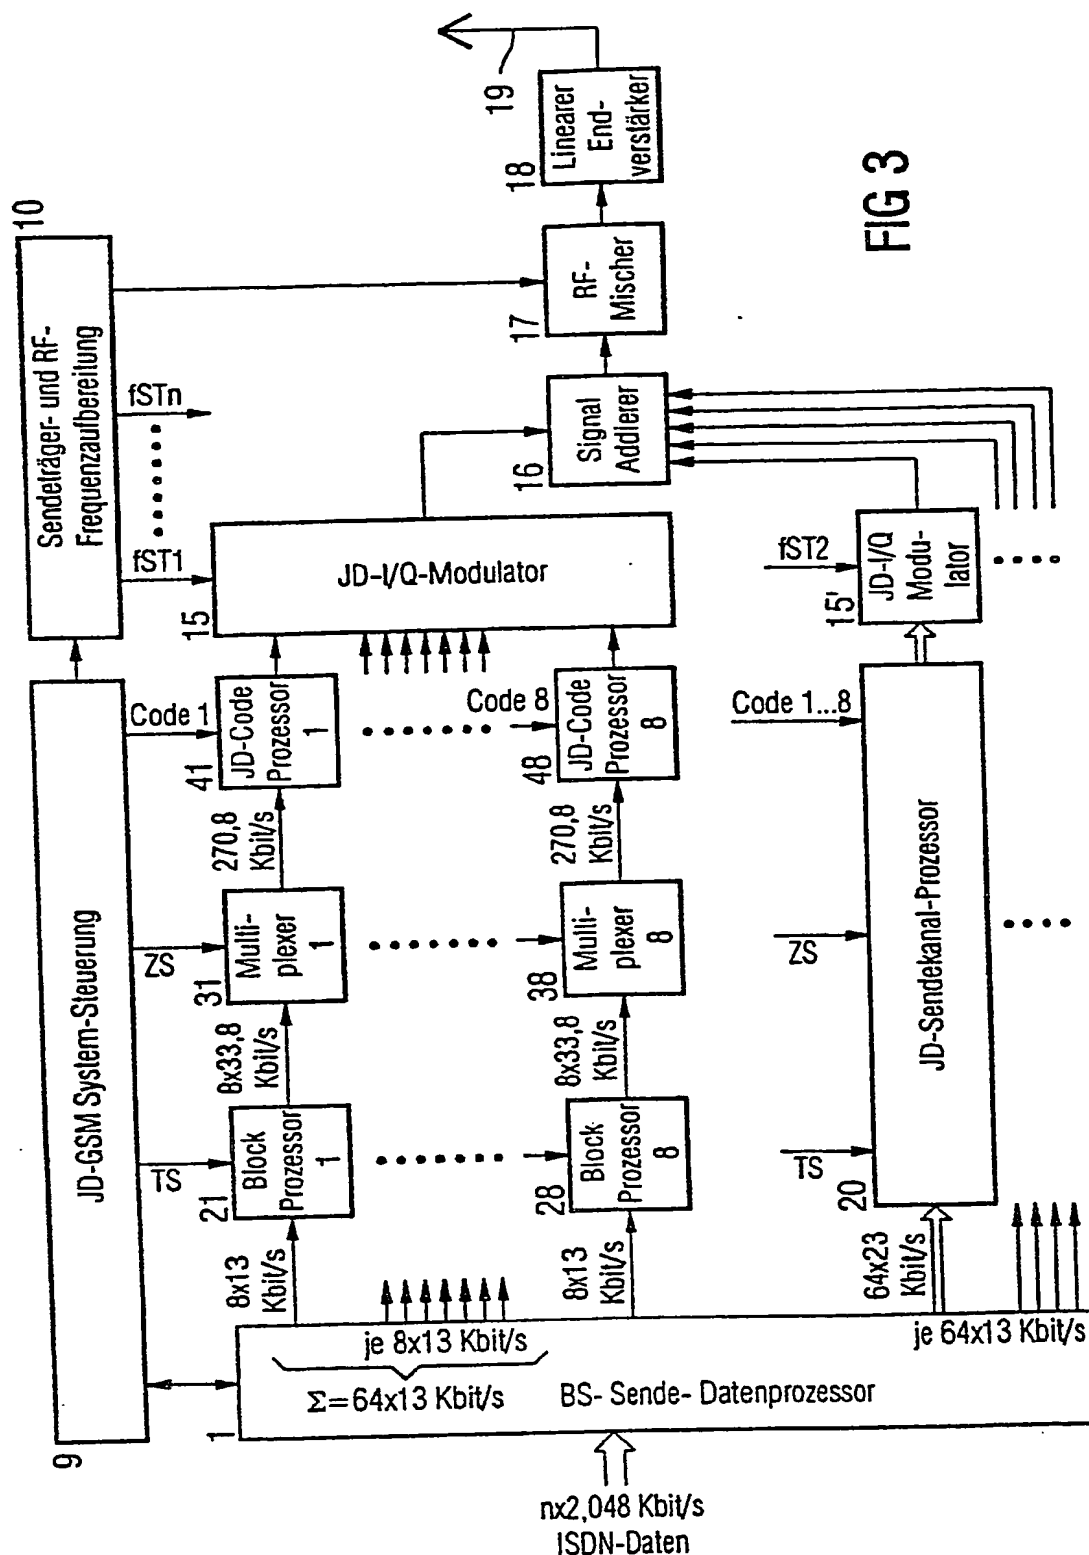 10
Sendeträger- und RF-
Frequenzaufbereitung
fST1
fSTn
9
JD-GSM System-Steuerung
TS
ZS
Code 1
19
18
Linearer
End-
verstärker
17
RF-
Mischer
16
Signal
Addierer
15
JD-I/Q-Modulator
41
JD-Code
Prozessor
1
Code 8
48
JD-Code
Prozessor
8
270,8
Kbit/s
270,8
Kbit/s
31
Multi-
plexer
1
38
Multi-
plexer
8
8x33,8
Kbit/s
8x33,8
Kbit/s
21
Block
Prozessor
1
28
Block
Prozessor
8
8x13
Kbit/s
8x13
Kbit/s
fST2
15'
JD-I/Q
Modu-
lator
Code 1...8
ZS
TS
20
JD-Sendekanal-Prozessor
64x23
Kbit/s
je 8x13 Kbit/s
Σ=64x13 Kbit/s
je 64x13 Kbit/s
1
BS- Sende- Datenprozessor
nx2,048 Kbit/s
ISDN-Daten
FIG 3